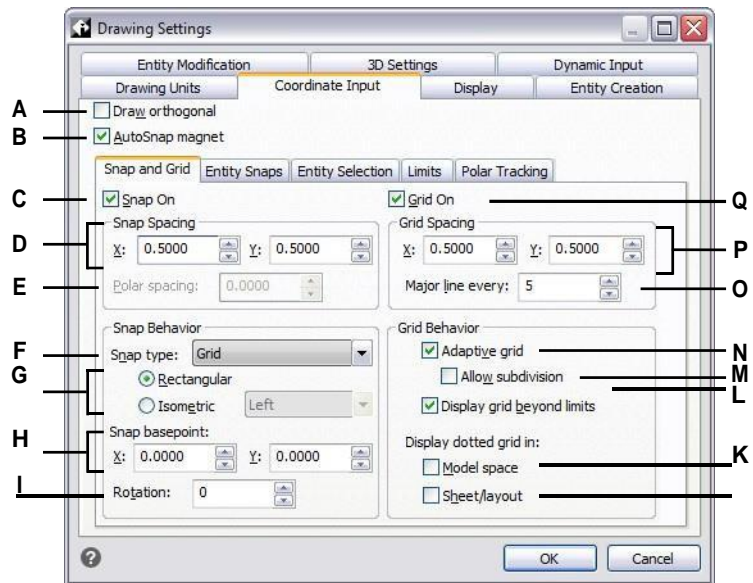 Drawing Settings
Entity Modification 3D Settings Dynamic Input
Drawing Units Coordinate Input Display Entity Creation
A Draw orthogonal
B AutoSnap magnet
Snap and Grid Entity Snaps Entity Selection Limits Polar Tracking
C Snap On Grid On Q
Snap Spacing Grid Spacing
D X: 0.5000 Y: 0.5000 X: 0.5000 Y: 0.5000 P
E Polar spacing: 0.0000 Major line every: 5 O
Snap Behavior Grid Behavior
F Snap type: Grid Adaptive grid N
G Rectangular Allow subdivision M
L
Isometric Left Display grid beyond limits
H Snap basepoint: Display dotted grid in:
X: 0.0000 Y: 0.0000 Model space K
I Rotation: 0 Sheet/layout
? OK Cancel